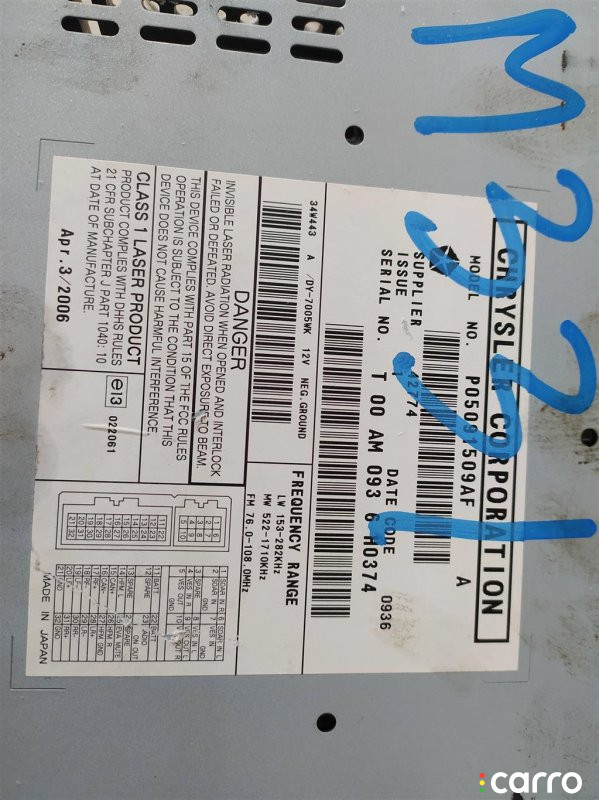 CHRYSLER CORPORATION
MODEL NO. P05091509AF A
SUPPLIER 42774 DATE CODE 0936
ISSUE
SERIAL NO. T 00 AM 093 6 H0374
34W443 A /DV-7005WK 12V NEG.GROUND
FREQUENCY RANGE
LW 153-282KHz
MW 522-1710KHz
FM 76.0-108.0MHz
DANGER
INVISIBLE LASER RADIATION WHEN OPENED AND INTERLOCK
FAILED OR DEFEATED. AVOID DIRECT EXPOSURE TO BEAM.
THIS DEVICE COMPLIES WITH PART 15 OF THE FCC RULES
OPERATION IS SUBJECT TO THE CONDITION THAT THIS
DEVICE DOES NOT CAUSE HARMFUL INTERFERENCE.
CLASS 1 LASER PRODUCT
PRODUCT COMPLIES WITH DHHS RULES
21 CFR SUBCHAPTER J PART 1040:10
AT DATE OF MANUFACTURE.
e13 022061
Apr.3/2006
MADE IN JAPAN
carro